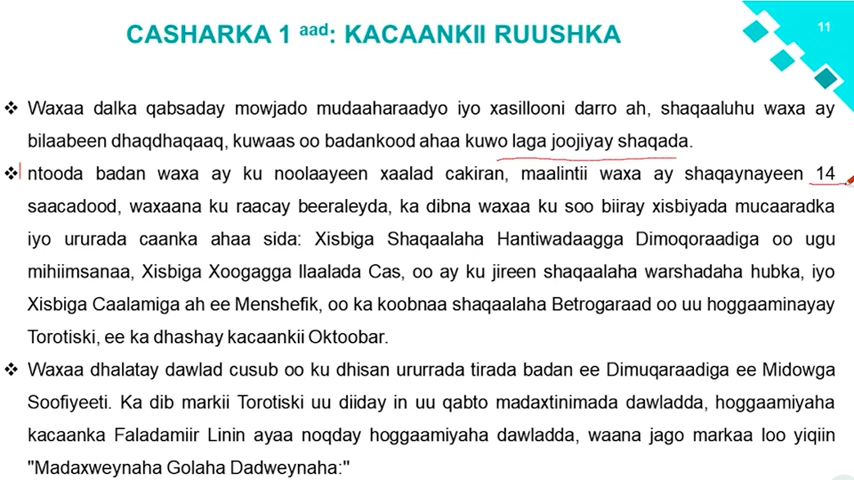 11
CASHARKA 1 aad: KACAANKII RUUSHKA
❖ Waxaa dalka qabsaday mowjado mudaaharaadyo iyo xasillooni darro ah, shaqaaluhu waxa ay
bilaabeen dhaqdhaqaaq, kuwaas oo badankood ahaa kuwo laga joojiyay shaqada.
❖ ntooda badan waxa ay ku noolaayeen xaalad cakiran, maalintii waxa ay shaqaynayeen 14
saacadood, waxaana ku raacay beeraleyda, ka dibna waxaa ku soo biiray xisbiyada mucaaradka
iyo ururada caanka ahaa sida: Xisbiga Shaqaalaha Hantiwadaagga Dimoqoraadiga oo ugu
mihiimsanaa, Xisbiga Xoogagga Ilaalada Cas, oo ay ku jireen shaqaalaha warshadaha hubka, iyo
Xisbiga Caalamiga ah ee Menshefik, oo ka koobnaa shaqaalaha Betrogaraad oo uu hoggaaminayay
Torotiski, ee ka dhashay kacaankii Oktoobar.
❖ Waxaa dhalatay dawlad cusub oo ku dhisan ururrada tirada badan ee Dimuqaraadiga ee Midowga
Soofiyeeti. Ka dib markii Torotiski uu diiday in uu qabto madaxtinimada dawladda, hoggaamiyaha
kacaanka Faladamiir Linin ayaa noqday hoggaamiyaha dawladda, waana jago markaa loo yiqiin
"Madaxweynaha Golaha Dadweynaha:"